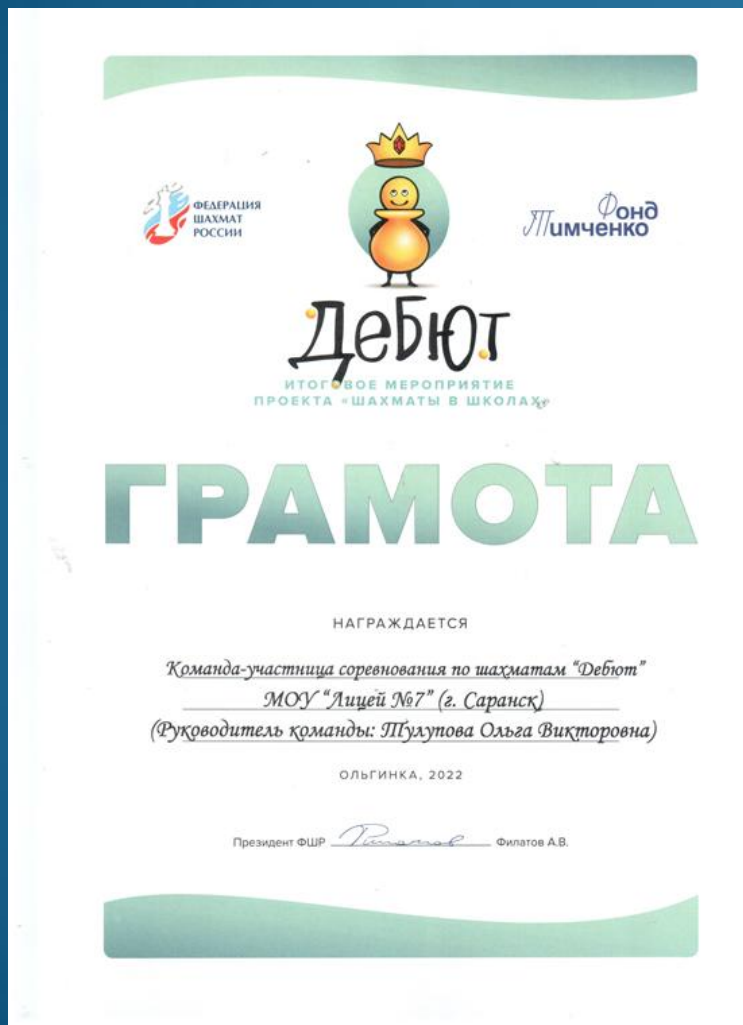 ФЕДЕРАЦИЯ
ШАХМАТ
РОССИИ
Фонд
Тимченко
Дебют
ИТОГОВОЕ МЕРОПРИЯТИЕ
ПРОЕКТА «ШАХМАТЫ В ШКОЛАХ»
ГРАМОТА
НАГРАЖДАЕТСЯ
Команда-участница соревнования по шахматам "Дебют"
МОУ "Лицей №7" (г. Саранск)
(Руководитель команды: Тулупова Ольга Викторовна)
ОЛЬГИНКА, 2022
Президент ФШР Филатов Филатов А.В.